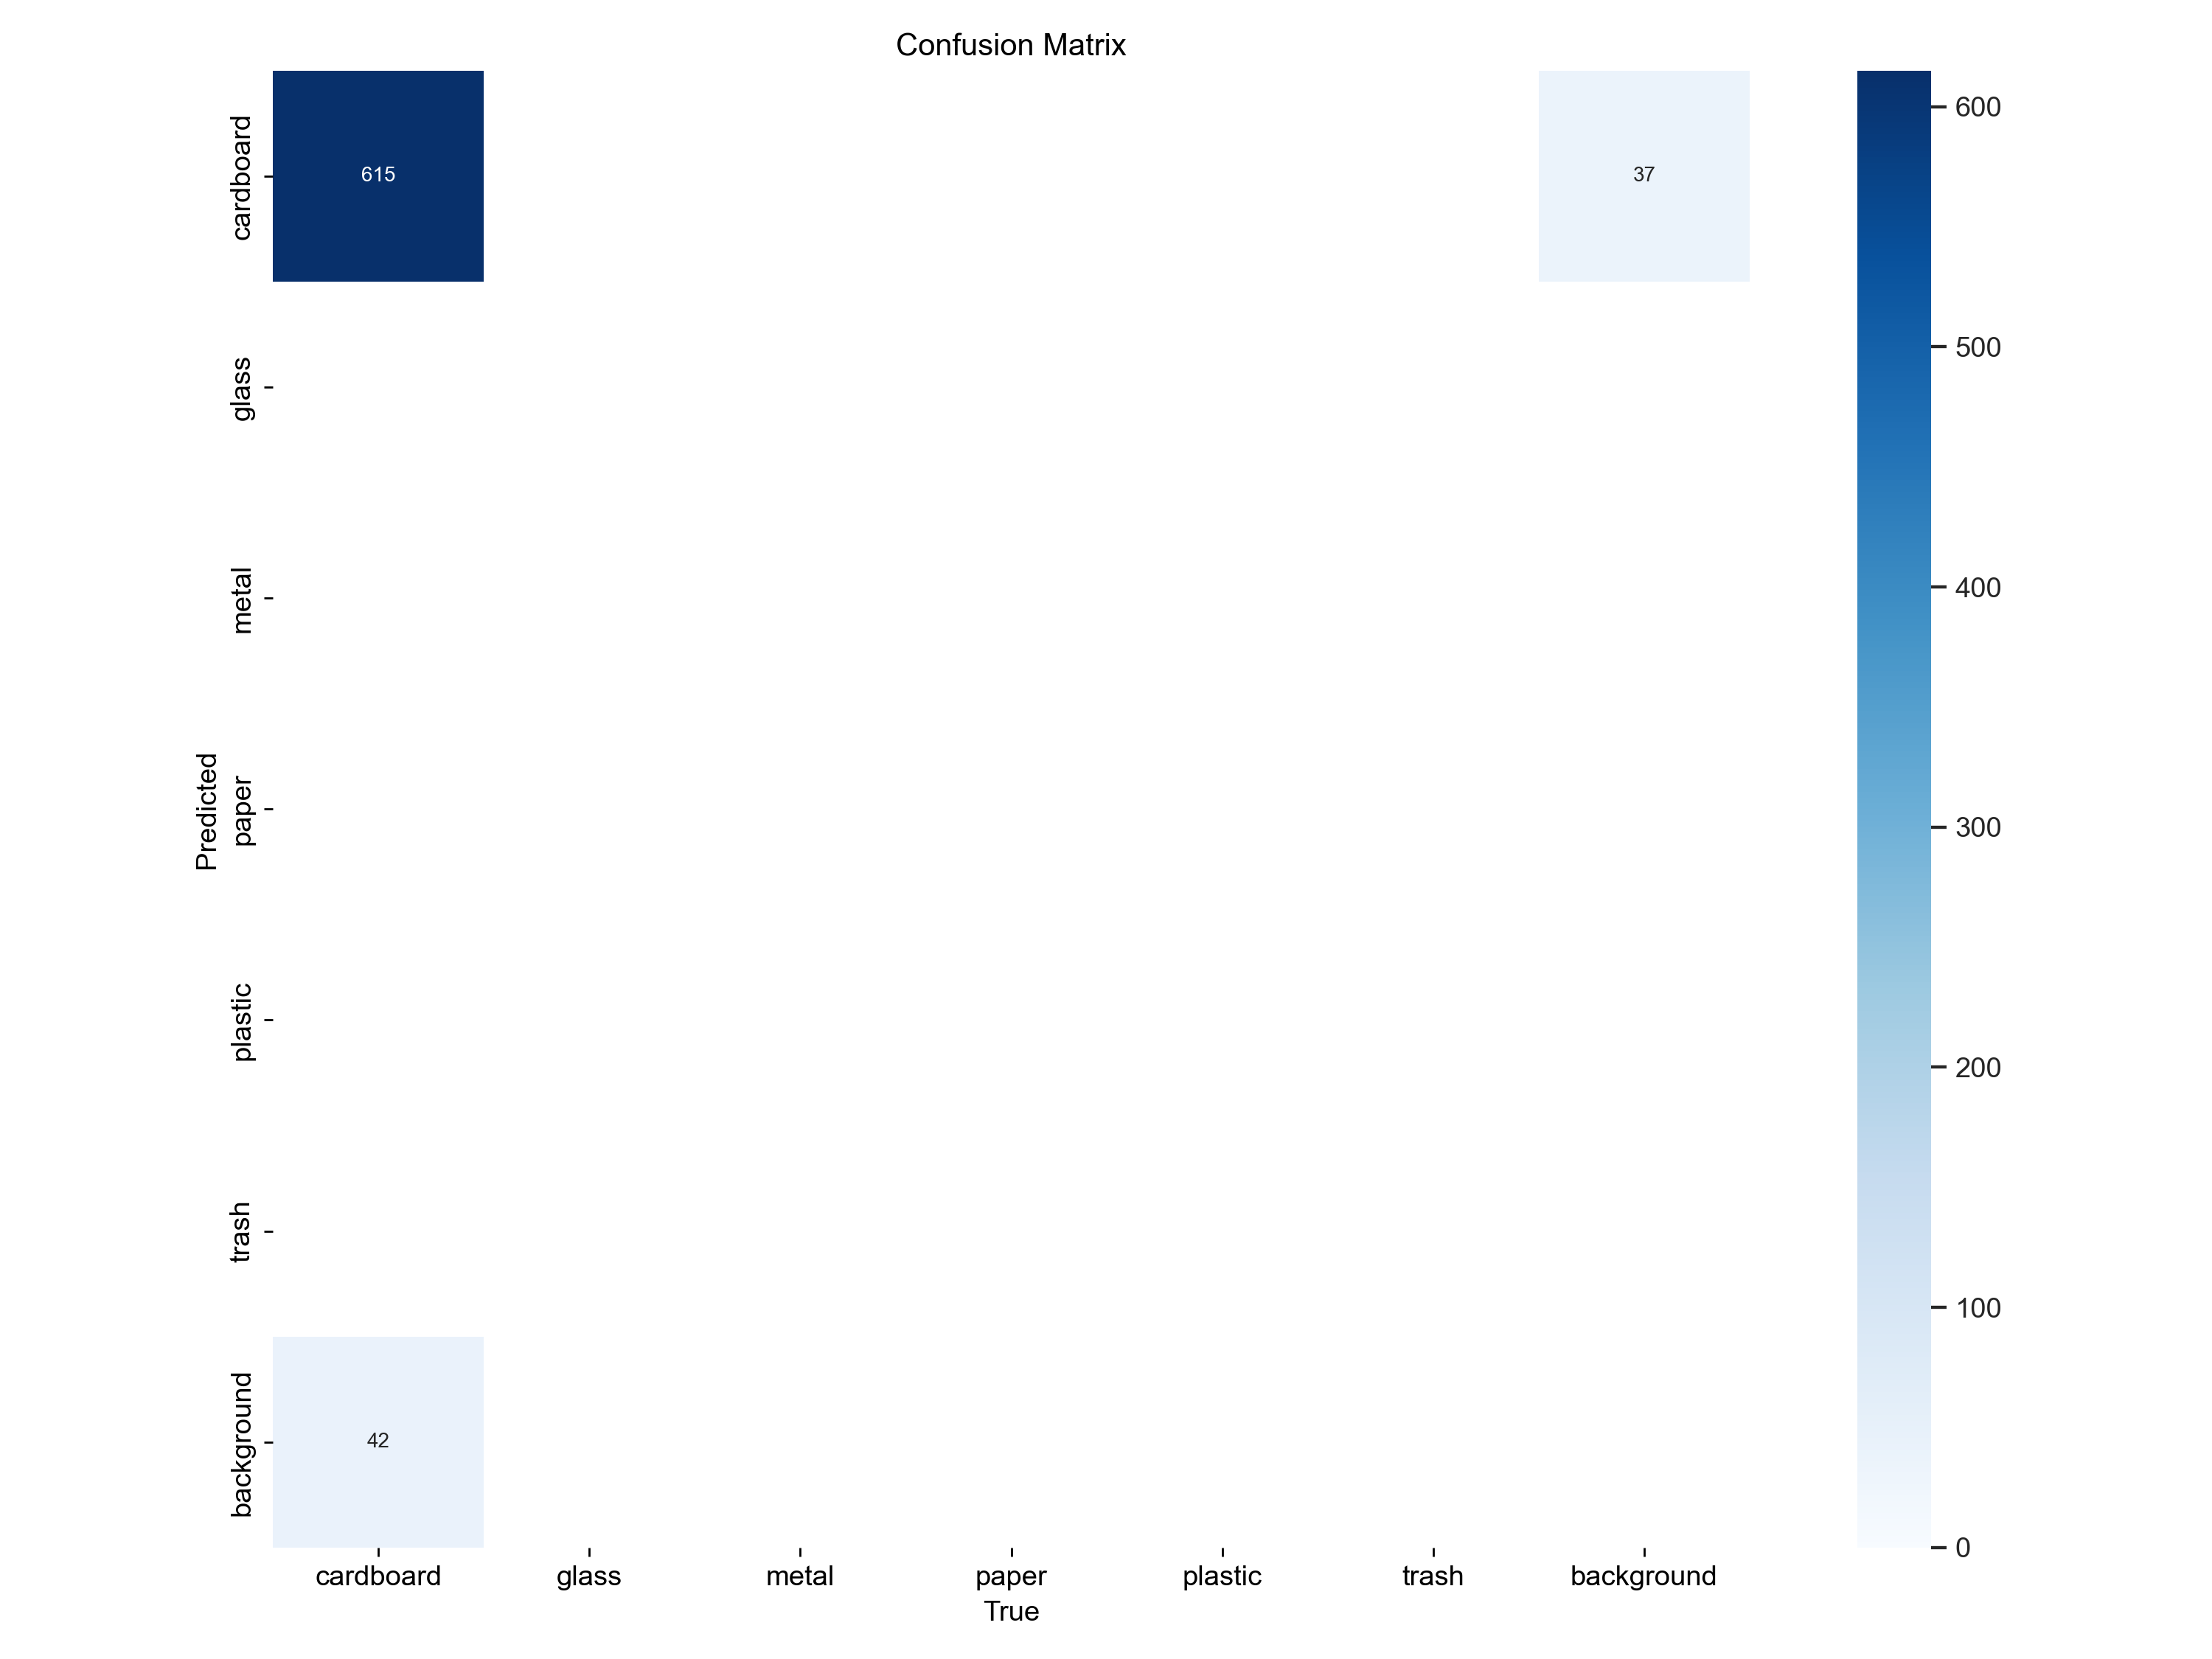 Confusion Matrix
cardboard
615
37
600
glass
500
metal
400
Predicted
paper
300
plastic
200
trash
100
background
42
0
cardboard glass metal paper plastic trash background
True